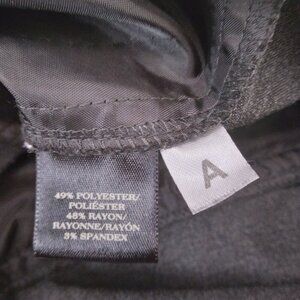 49% POLYESTER/
POLIÉSTER
48% RAYON/
RAYONNE/RAYÓN
3% SPANDEX
A